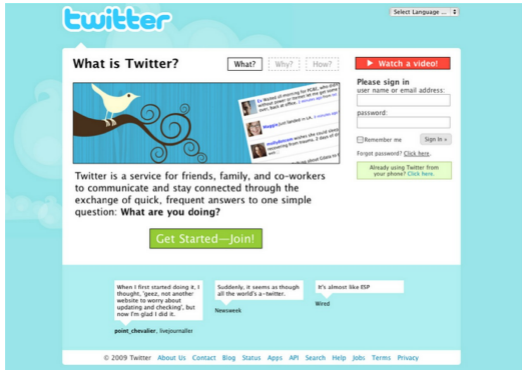 twitter
Select Language ...
What is Twitter?
What?
Why?
How?
Watch a video!
Please sign in
user name or email address:
password:
Remember me
Sign In »
Forgot password? Click here.
Already using Twitter from
your phone? Click here.
Twitter is a service for friends, family, and co-workers
to communicate and stay connected through the
exchange of quick, frequent answers to one simple
question: What are you doing?
Get Started—Join!
When I first started doing it, I
thought, 'geez, not another
website to worry about
updating and checking', but
now I'm glad I did it.
point_chevalier, livejournaller
Suddenly, it seems as though
all the world's a-twitter.
Newsweek
It's almost like ESP
Wired
© 2009 Twitter About Us Contact Blog Status Apps API Search Help Jobs Terms Privacy